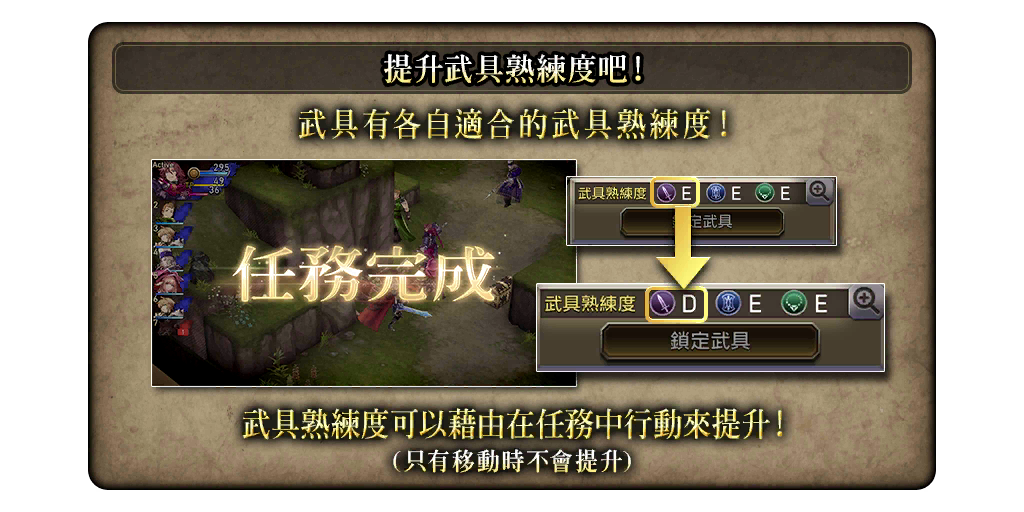 提升武具熟練度吧！
武具有各自適合的武具熟練度！
Active
295
49
36
2
3
6
任務完成
武具熟練度 E E E
定武具
武具熟練度 D E E
鎖定武具
武具熟練度可以藉由在任務中行動來提升！
（只有移動時不會提升）